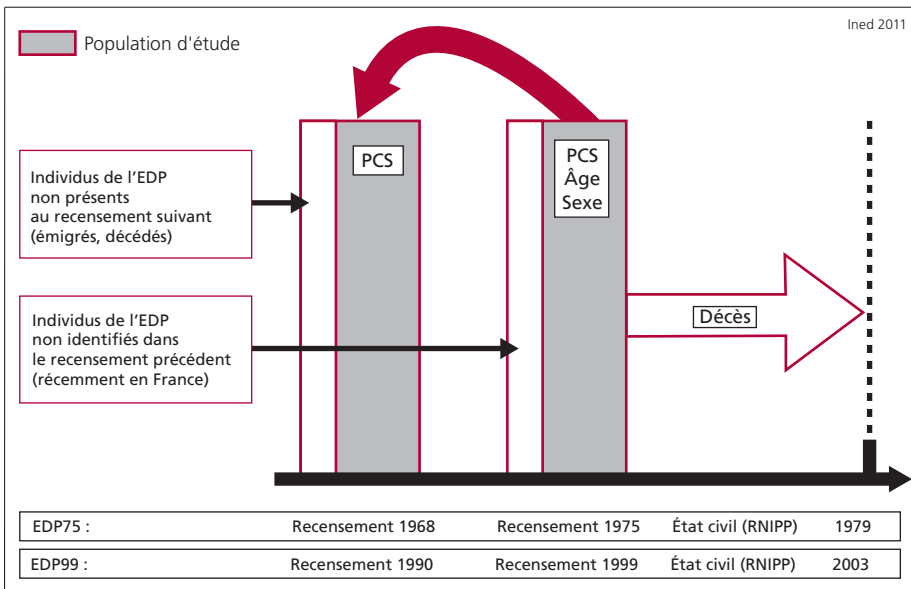 Ined 2011
Population d'étude
PCS
PCS
Âge
Sexe
Individus de l'EDP
non présents
au recensement suivant
(émigrés, décédés)
Individus de l'EDP
non identifiés dans
le recensement précédent
(récemment en France)
Décès
EDP75 : Recensement 1968 Recensement 1975 État civil (RNIPP) 1979
EDP99 : Recensement 1990 Recensement 1999 État civil (RNIPP) 2003